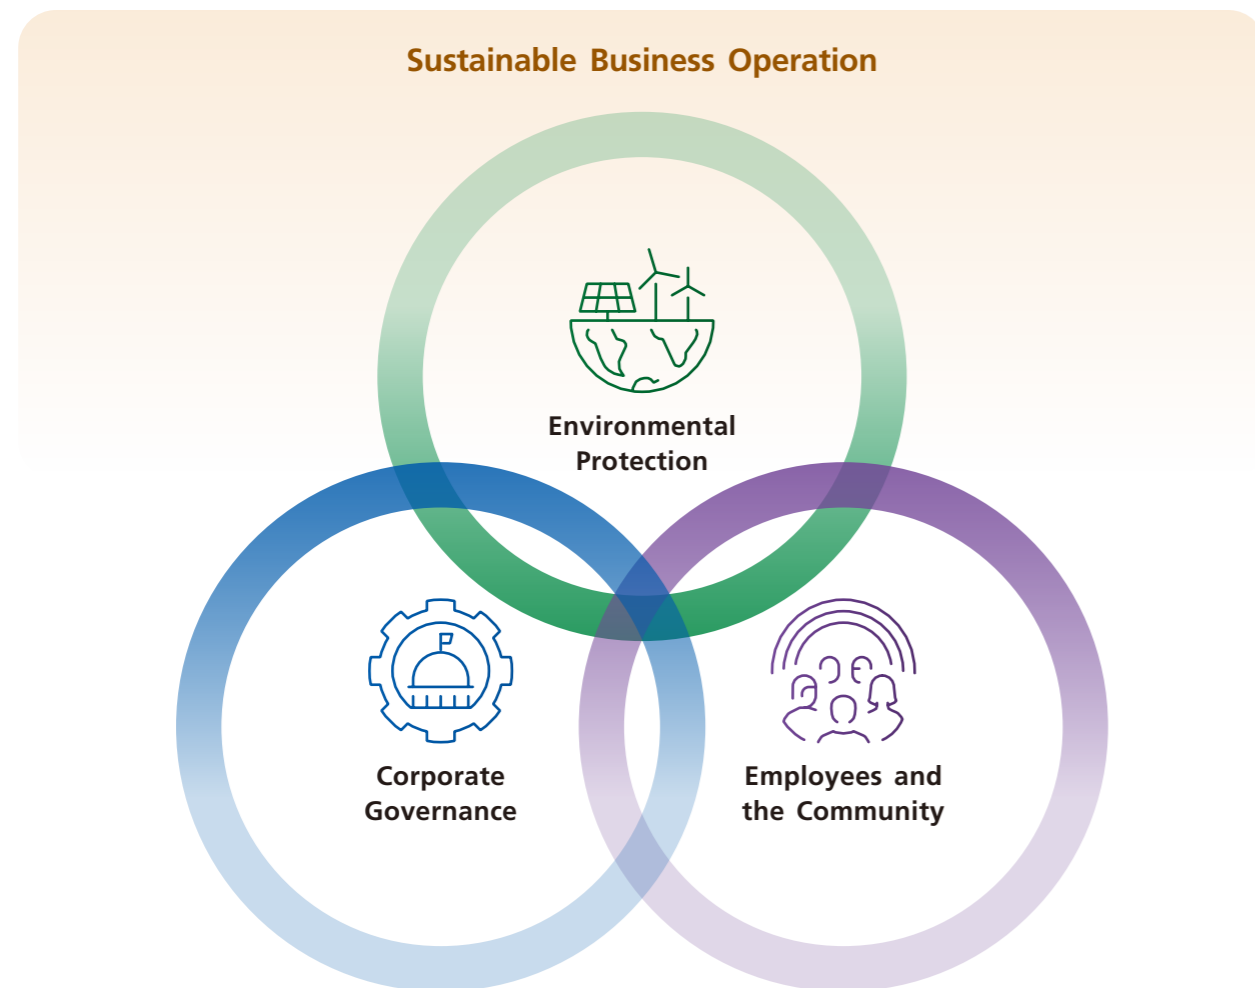 Sustainable Business Operation
Environmental
Protection
Corporate
Governance
Employees and
the Community